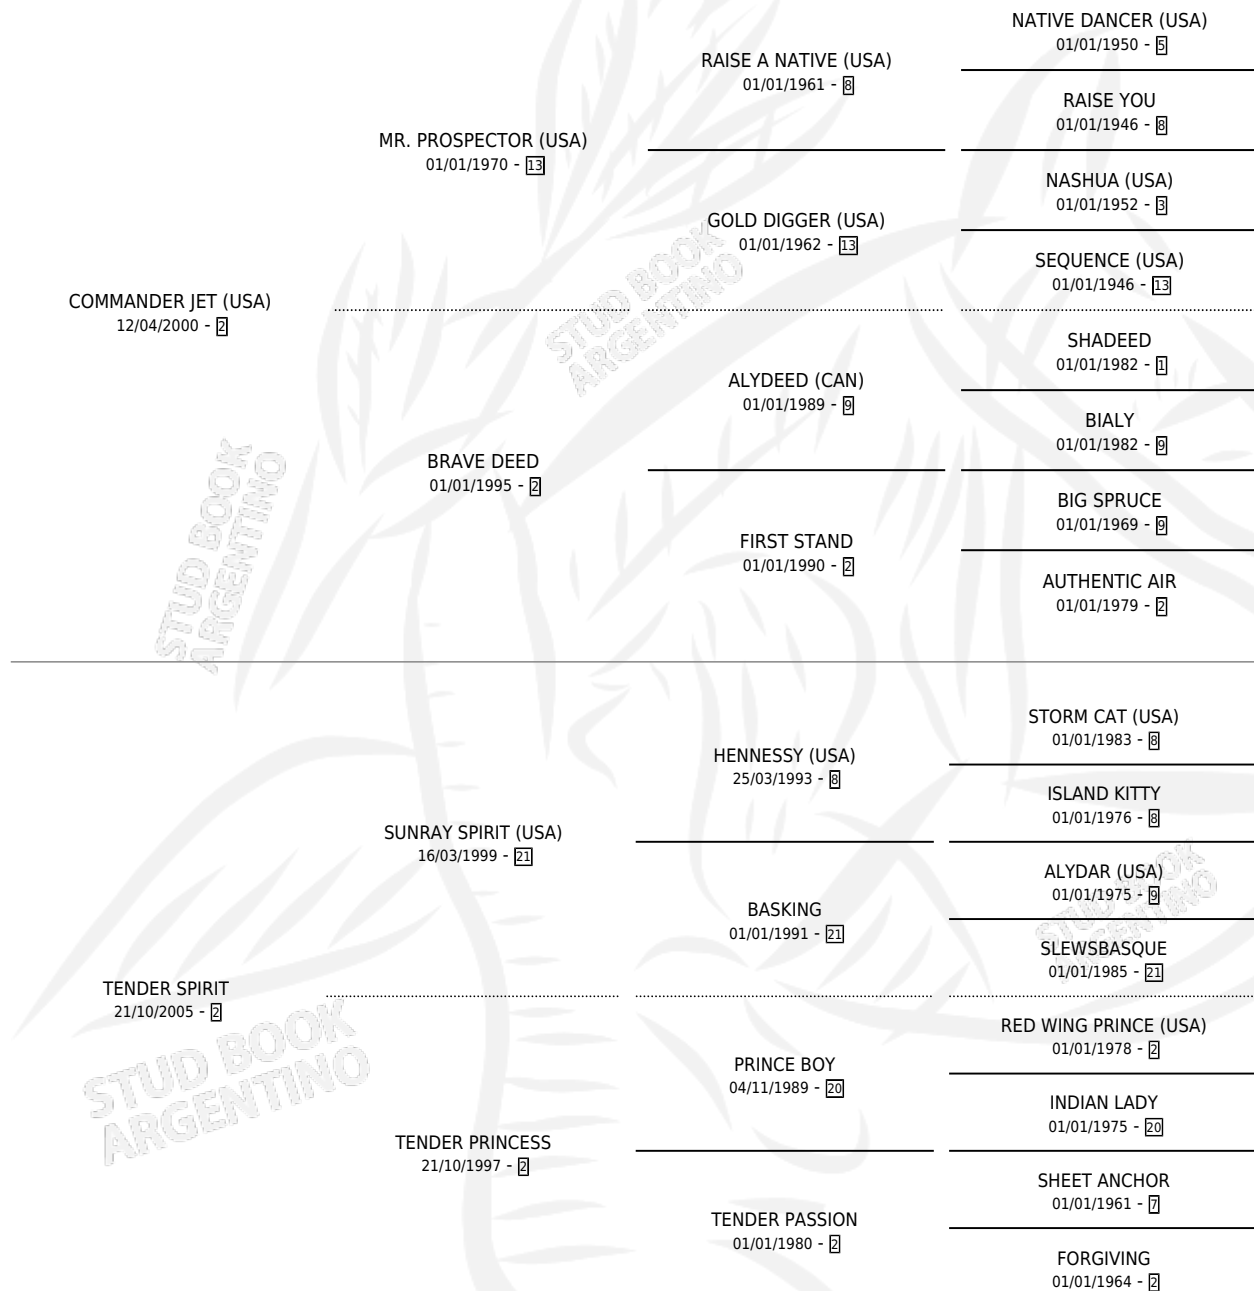 NATIVE DANCER (USA)
01/01/1950 - 5
RAISE A NATIVE (USA)
01/01/1961 - 8
RAISE YOU
01/01/1946 - 8
MR. PROSPECTOR (USA)
01/01/1970 - 13
NASHUA (USA)
01/01/1952 - 3
GOLD DIGGER (USA)
01/01/1962 - 13
SEQUENCE (USA)
01/01/1946 - 13
COMMANDER JET (USA)
12/04/2000 - 2
STUD BOOK
ARGENTINO
SHADEED
01/01/1982 - 1
ALYDEED (CAN)
01/01/1989 - 9
BIALY
01/01/1982 - 9
BRAVE DEED
01/01/1995 - 2
BIG SPRUCE
01/01/1969 - 9
FIRST STAND
01/01/1990 - 2
AUTHENTIC AIR
01/01/1979 - 2
STUD BOOK
ARGENTINO
STORM CAT (USA)
01/01/1983 - 8
HENNESSY (USA)
25/03/1993 - 8
ISLAND KITTY
01/01/1976 - 8
SUNRAY SPIRIT (USA)
16/03/1999 - 21
ALYDAR (USA)
01/01/1975 - 9
BASKING
01/01/1991 - 21
STUD BOOK
ARGENTINO
SLEWSBASQUE
01/01/1985 - 21
TENDER SPIRIT
21/10/2005 - 2
STUD BOOK
ARGENTINO
RED WING PRINCE (USA)
01/01/1978 - 2
PRINCE BOY
04/11/1989 - 20
INDIAN LADY
01/01/1975 - 20
TENDER PRINCESS
21/10/1997 - 2
SHEET ANCHOR
01/01/1961 - 7
TENDER PASSION
01/01/1980 - 2
FORGIVING
01/01/1964 - 2